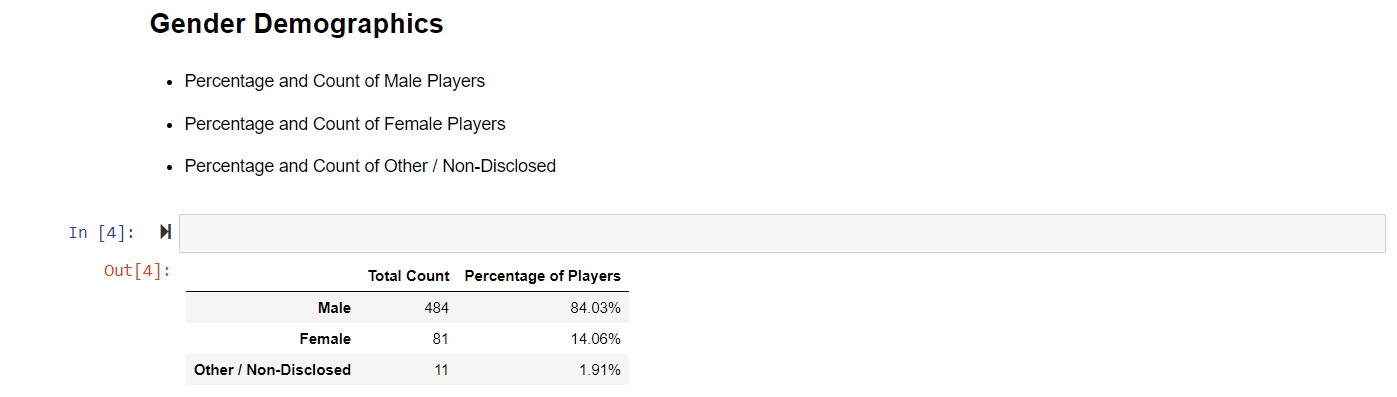 Gender Demographics
• Percentage and Count of Male Players
• Percentage and Count of Female Players
• Percentage and Count of Other / Non-Disclosed
In [4]:
Out[4]:
Total Count Percentage of Players
Male 484 84.03%
Female 81 14.06%
Other / Non-Disclosed 11 1.91%